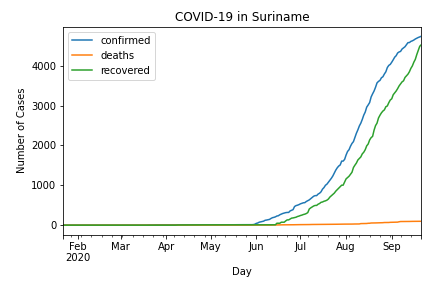 COVID-19 in Suriname
confirmed
deaths
recovered
Number of Cases
4000
3000
2000
1000
0
Feb Mar Apr May Jun Jul Aug Sep
2020
Day